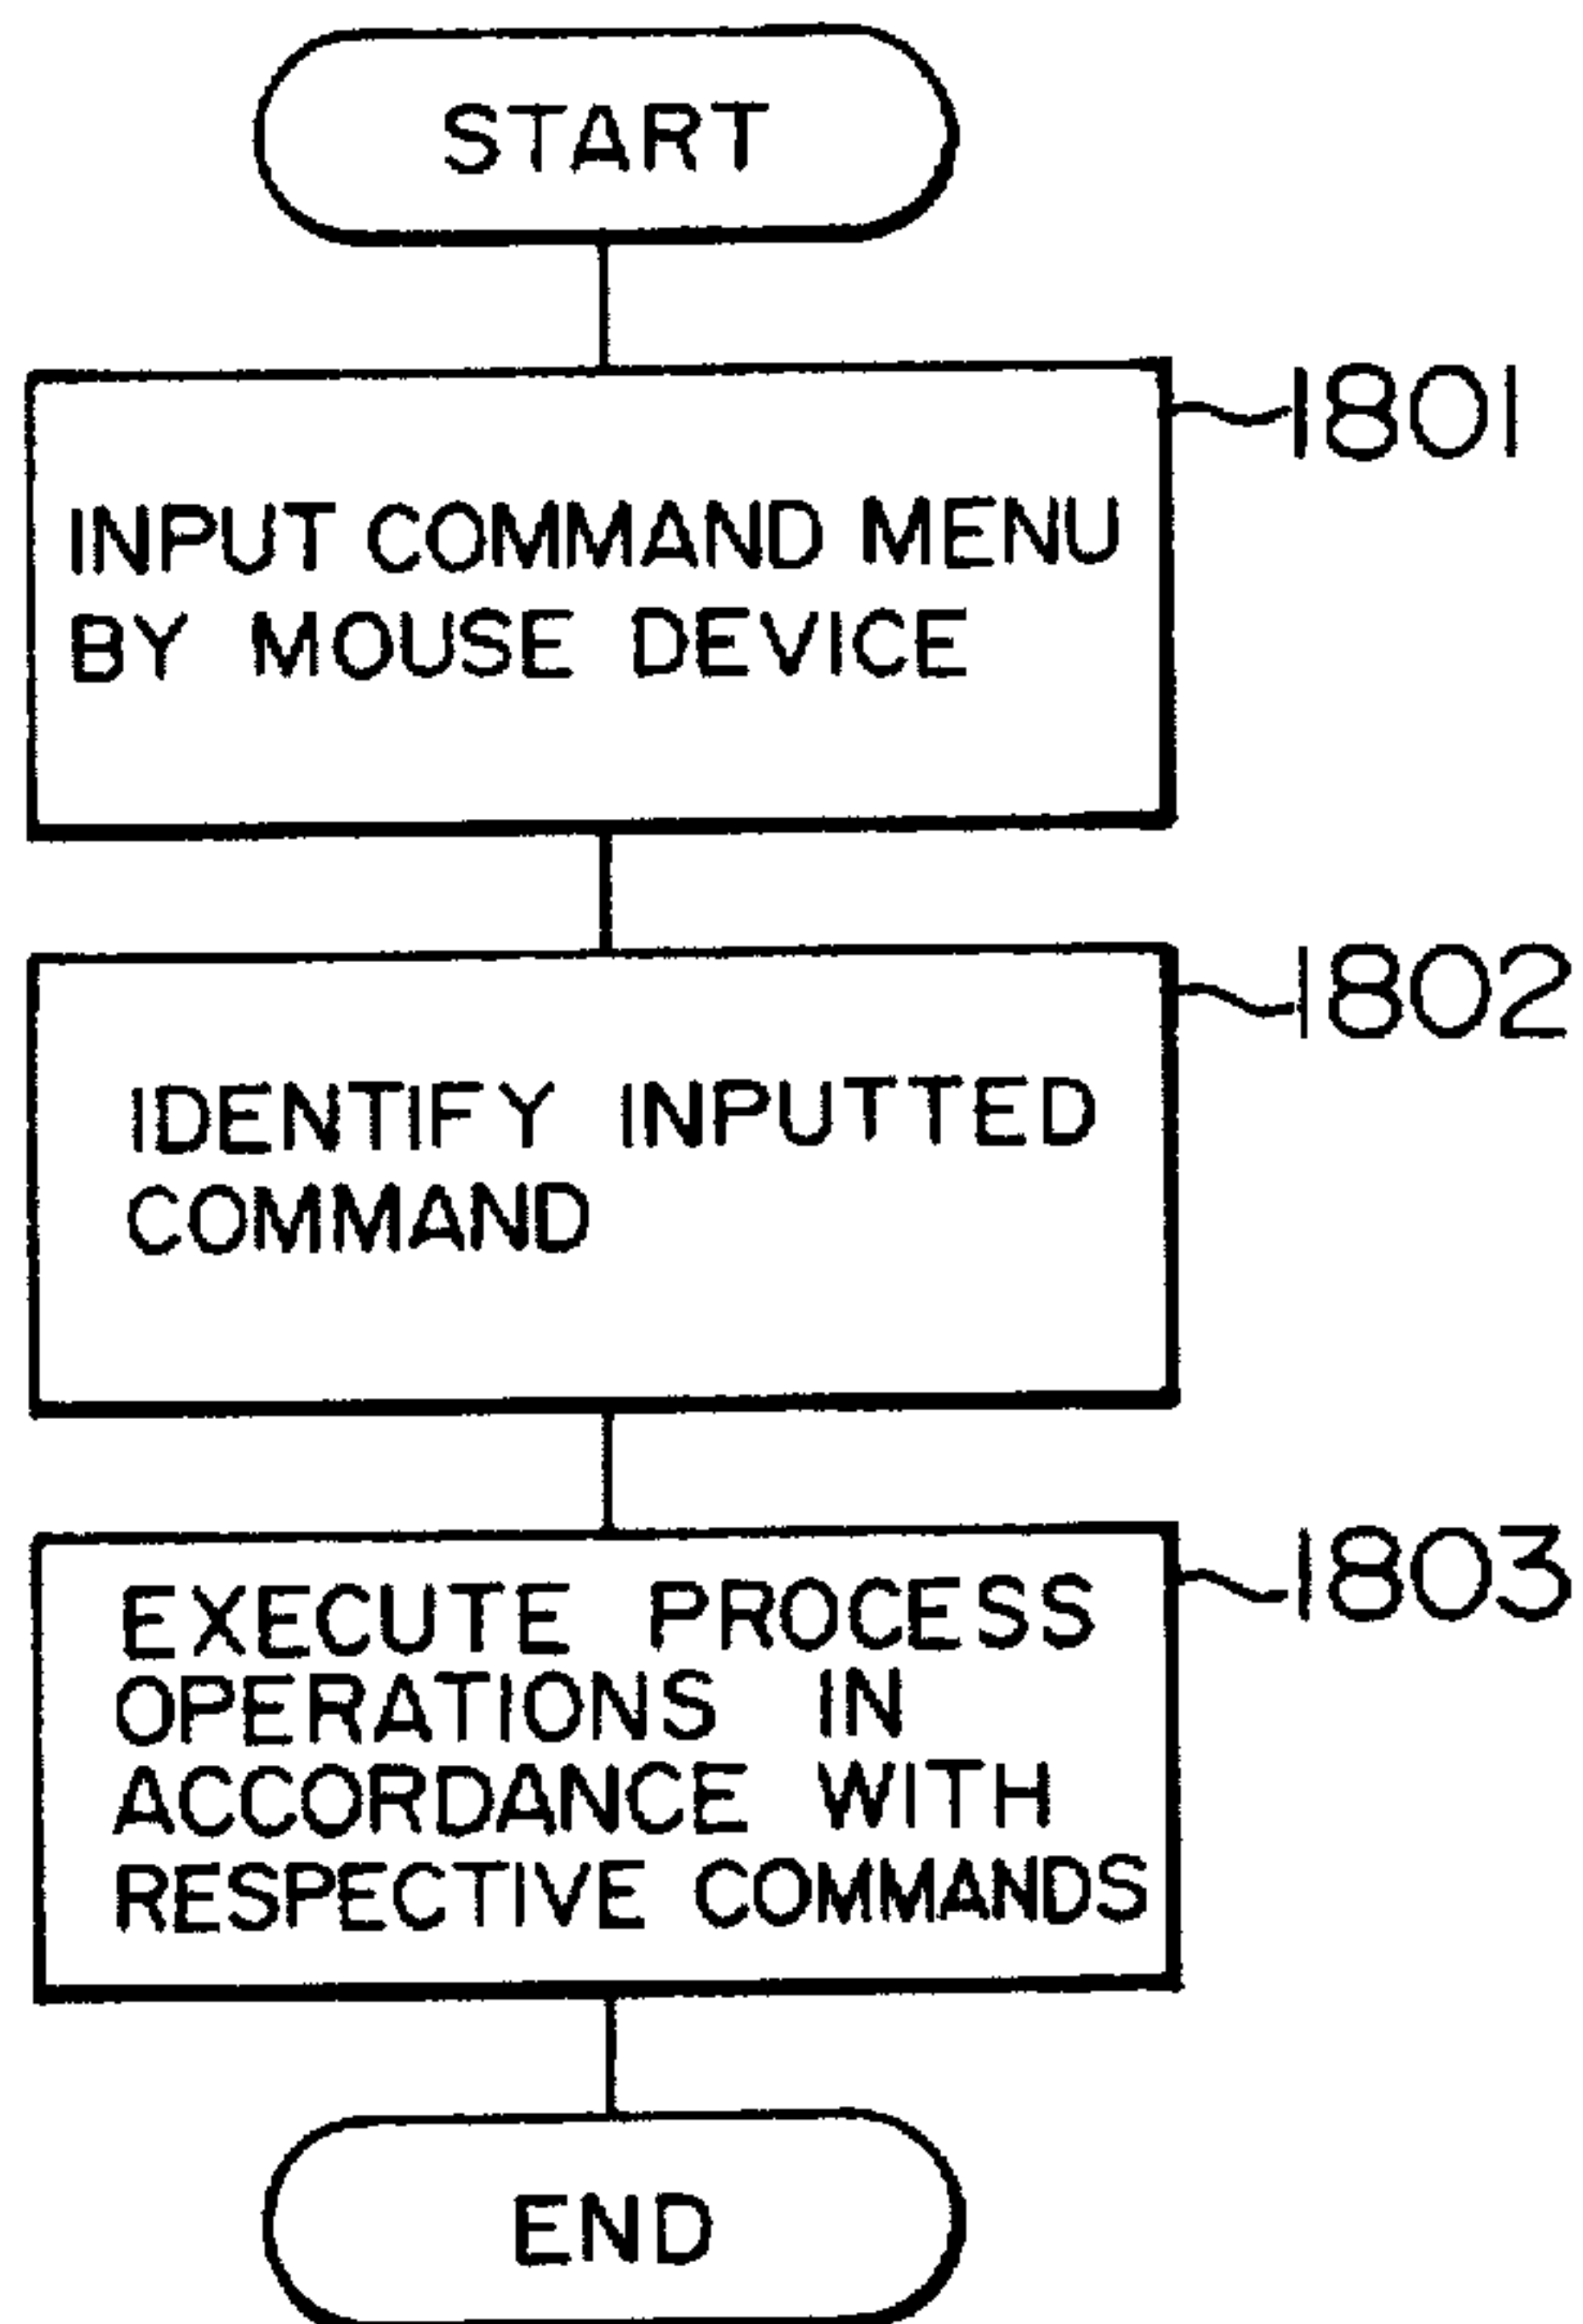 START
1801
INPUT COMMAND MENU
BY MOUSE DEVICE
1802
IDENTIFY INPUTTED
COMMAND
1803
EXECUTE PROCESS
OPERATIONS IN
ACCORDANCE WITH
RESPECTIVE COMMANDS
END